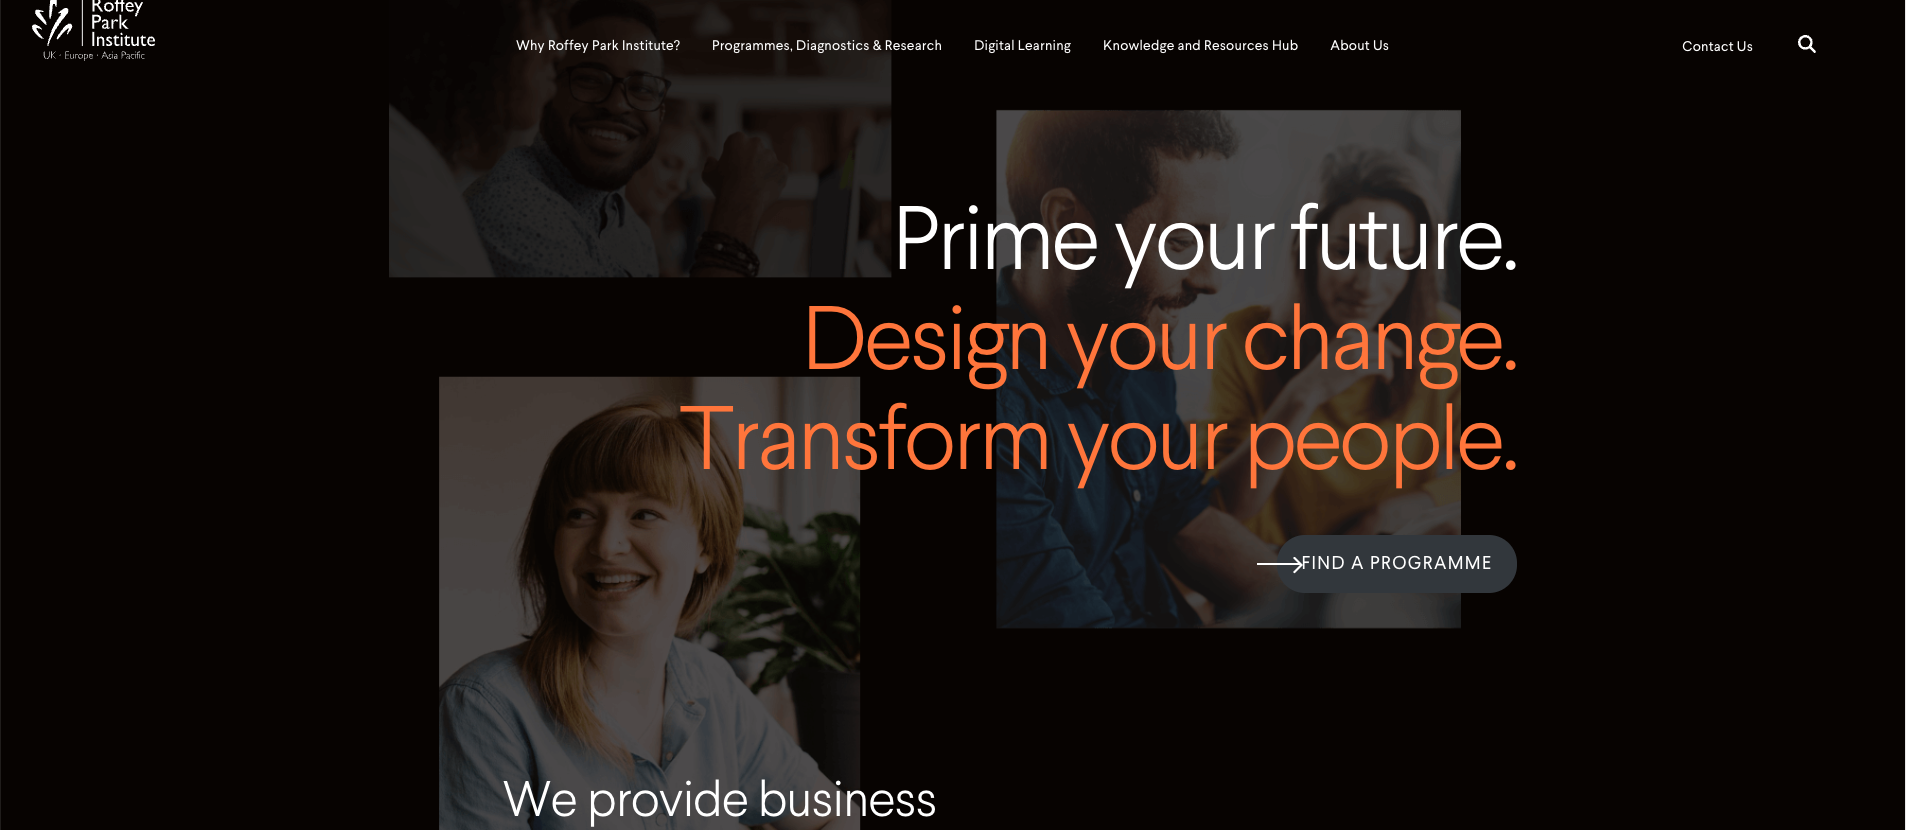 Roffey
Park
Institute
UK · Europe · Asia Pacific
Why Roffey Park Institute?
Programmes, Diagnostics & Research
Digital Learning
Knowledge and Resources Hub
About Us
Contact Us
Prime your future.
Design your change.
Transform your people.
FIND A PROGRAMME
We provide business